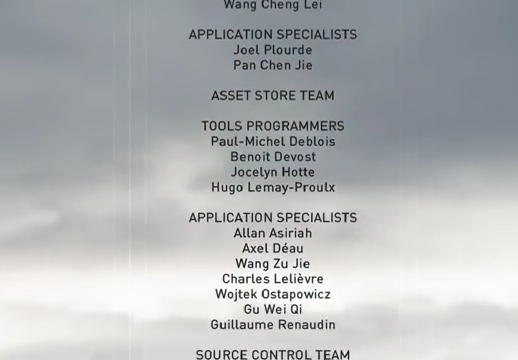 Wang Cheng Lei
APPLICATION SPECIALISTS
Joel Plourde
Pan Chen Jie
ASSET STORE TEAM
TOOLS PROGRAMMERS
Paul-Michel Deblois
Benoit Devost
Jocelyn Hotte
Hugo Lemay-Proulx
APPLICATION SPECIALISTS
Allan Asiriah
Axel Déau
Wang Zu Jie
Charles Lelièvre
Wojtek Ostapowicz
Gu Wei Qi
Guillaume Renaudin
SOURCE CONTROL TEAM